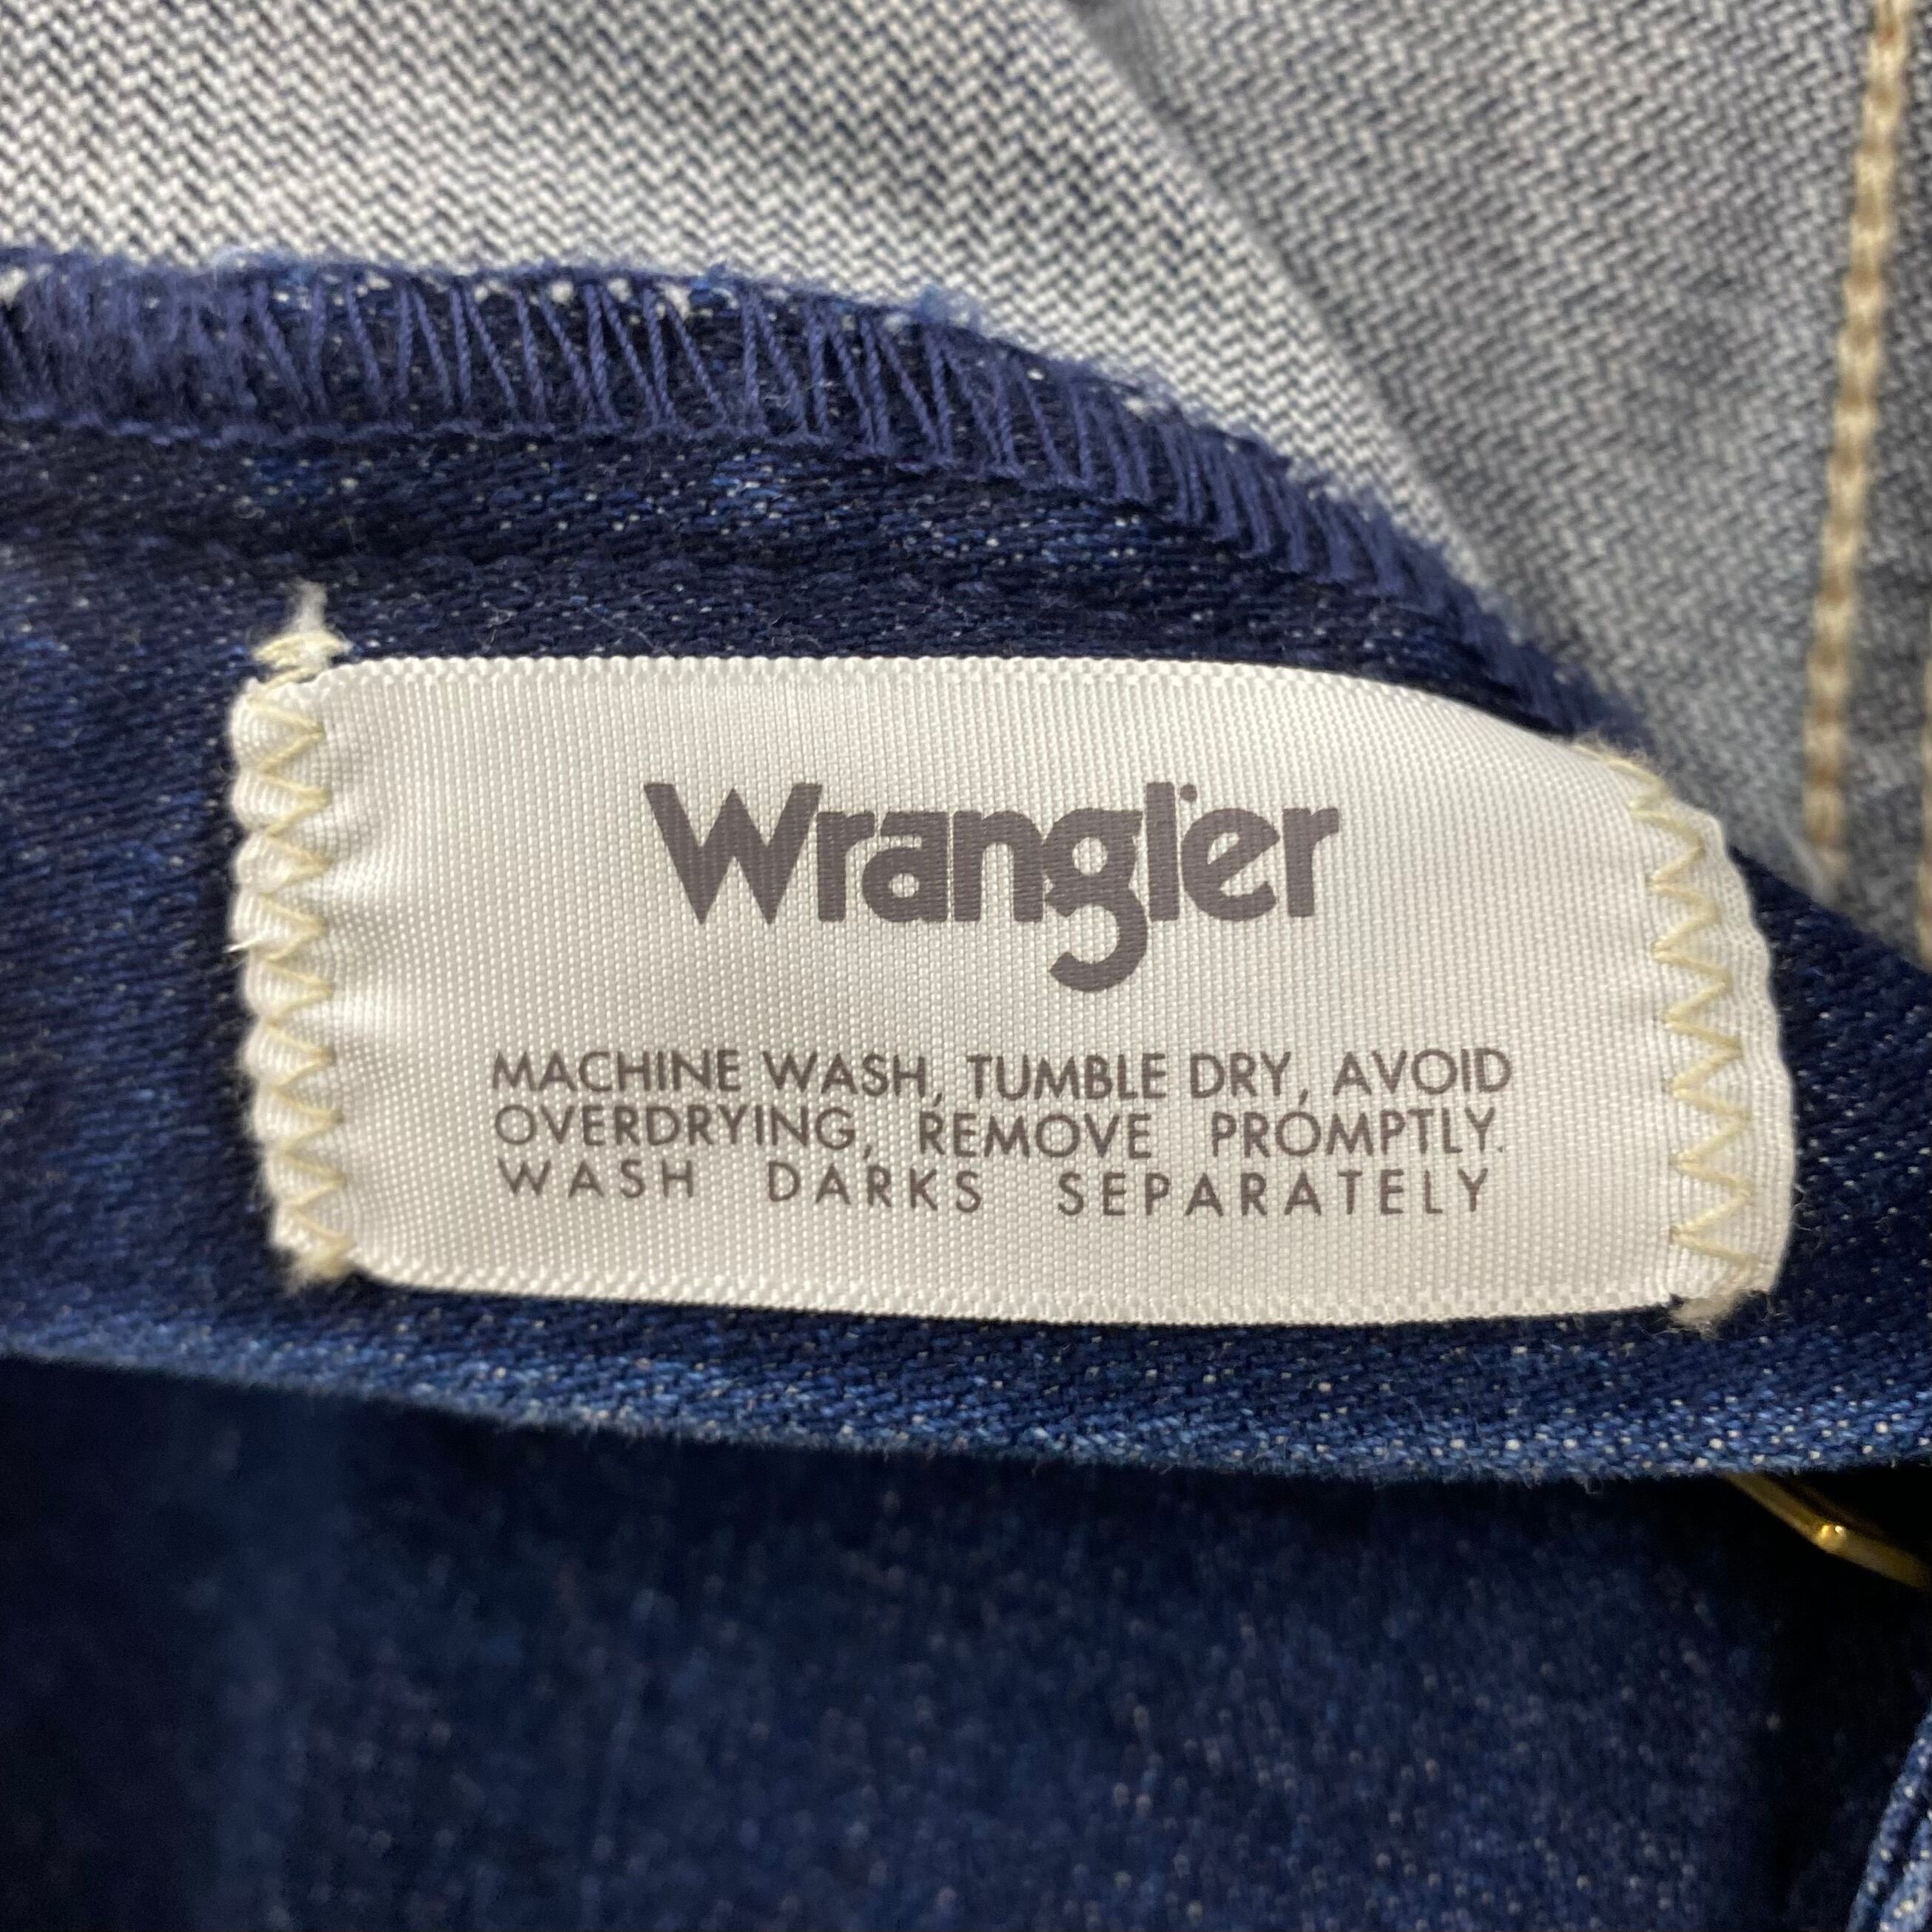 Wrangler
MACHINE WASH, TUMBLE DRY, AVOID
OVERDRYING, REMOVE PROMPTLY.
WASH DARKS SEPARATELY